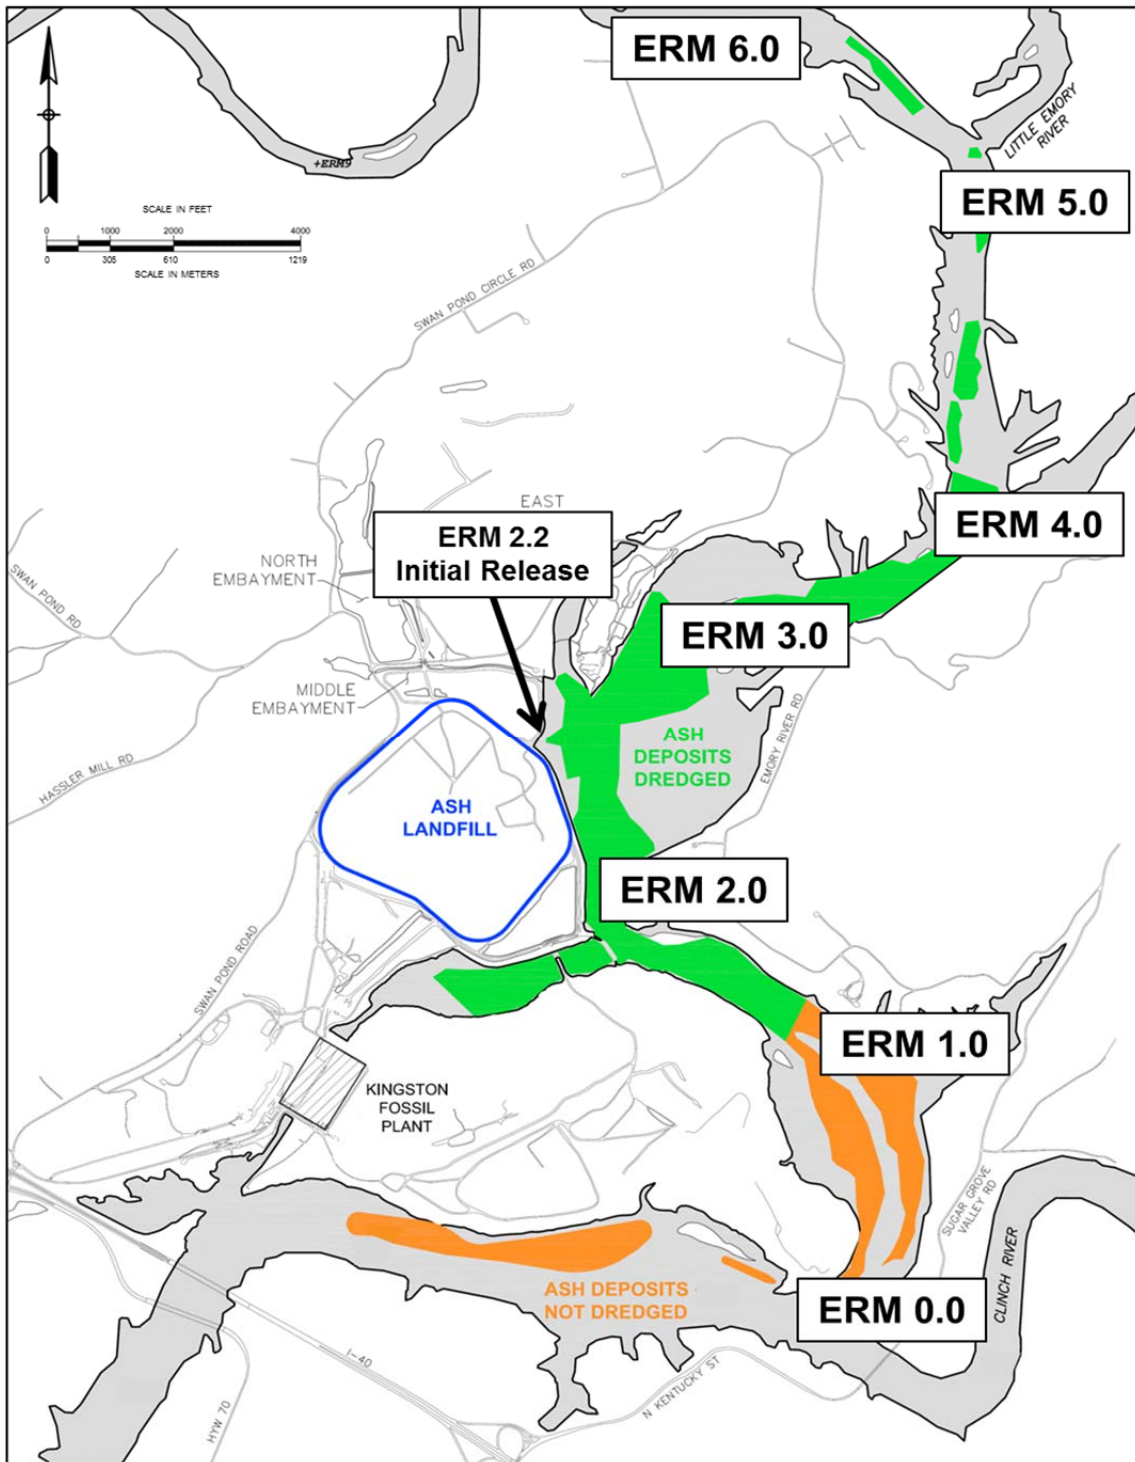 ERM 6.0
LITTLE EMORY
RIVER
+ERM9
ERM 5.0
SCALE IN FEET
0 1000 2000 4000
0 305 610 1219
SCALE IN METERS
SWAN POND CIRCLE RD
EAST
ERM 2.2
Initial Release
ERM 4.0
NORTH
EMBAYMENT
SWAN POND RD
ERM 3.0
MIDDLE
EMBAYMENT
EMORY RIVER RD
ASH
DEPOSITS
DREDGED
HASSLER MILL RD
ASH
LANDFILL
ERM 2.0
SWAN POND ROAD
ERM 1.0
KINGSTON
FOSSIL
PLANT
SUGAR GROVE
VALLEY RD
CLINCH RIVER
ASH DEPOSITS
NOT DREDGED
ERM 0.0
I-40
N KENTUCKY ST
HYW 70